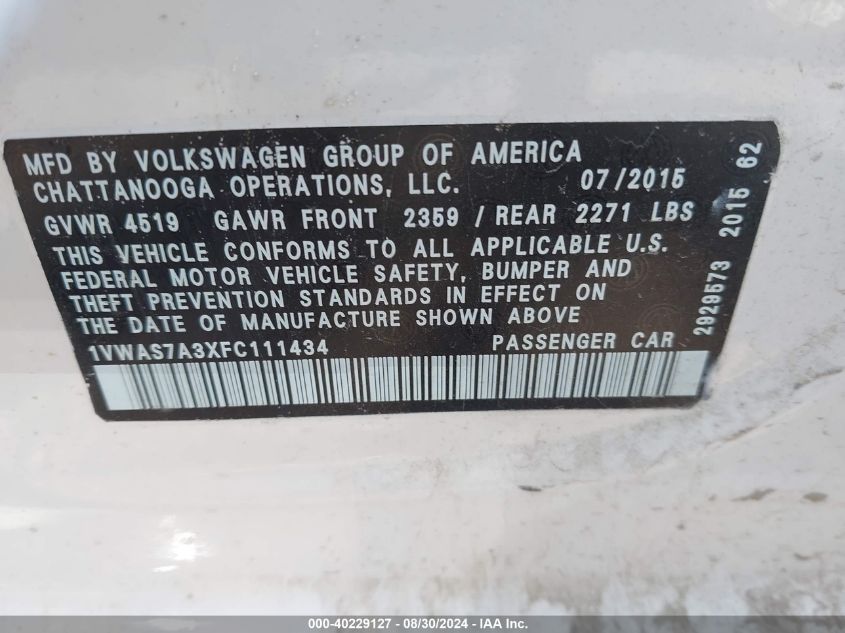 MFD BY VOLKSWAGEN GROUP OF AMERICA
CHATTANOOGA OPERATIONS, LLC. 07/2015
GVWR 4519 GAWR FRONT 2359 / REAR 2271 LBS
THIS VEHICLE CONFORMS TO ALL APPLICABLE U.S.
FEDERAL MOTOR VEHICLE SAFETY, BUMPER AND
THEFT PREVENTION STANDARDS IN EFFECT ON
THE DATE OF MANUFACTURE SHOWN ABOVE
1VWAS7A3XFC111434 PASSENGER CAR
2929573 2015 62
000-40229127 - 08/30/2024 - IAA Inc.